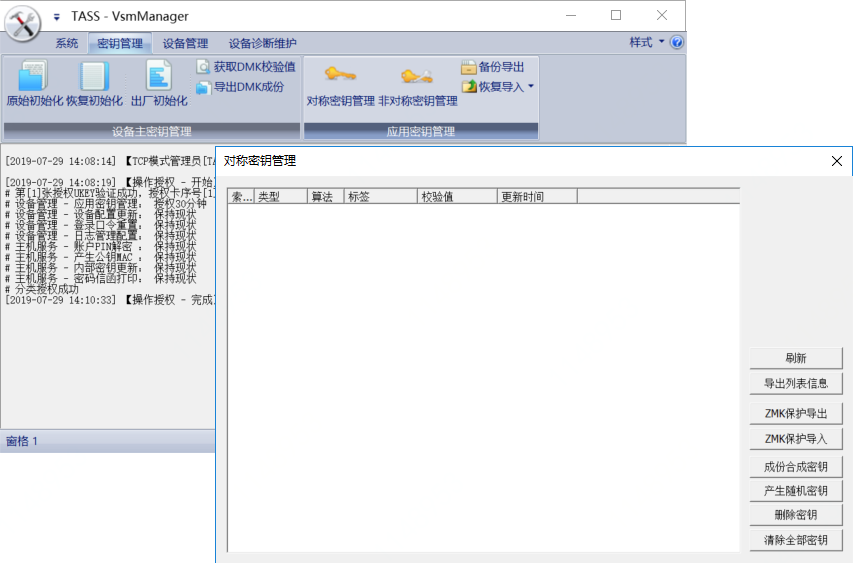 TASS - VsmManager
系统 密钥管理 设备管理 设备诊断维护 样式
原始初始化 恢复初始化 出厂初始化 获取DMK校验值
导出DMK成份
对称密钥管理 非对称密钥管理 备份导出
恢复导入
设备主密钥管理 应用密钥管理
[2019-07-29 14:08:14] 【TCP模式管理员[TA
[2019-07-29 14:08:19] 【操作授权 - 开始
# 第[1]张授权UKEY验证成功，授权卡序号[1
# 设备管理 - 应用密钥管理： 授权30分钟
# 设备管理 - 设备配置更新： 保持现状
# 设备管理 - 登录口令重置： 保持现状
# 设备管理 - 日志管理配置： 保持现状
# 主机服务 - 账户PIN解密 ： 保持现状
# 主机服务 - 产生公钥MAC ： 保持现状
# 主机服务 - 内部密钥更新： 保持现状
# 主机服务 - 密码信函打印： 保持现状
# 分类授权成功
[2019-07-29 14:10:33] 【操作授权 - 完成
窗格 1
对称密钥管理
索... 类型 算法 标签 校验值 更新时间
刷新
导出列表信息
ZMK保护导出
ZMK保护导入
成份合成密钥
产生随机密钥
删除密钥
清除全部密钥